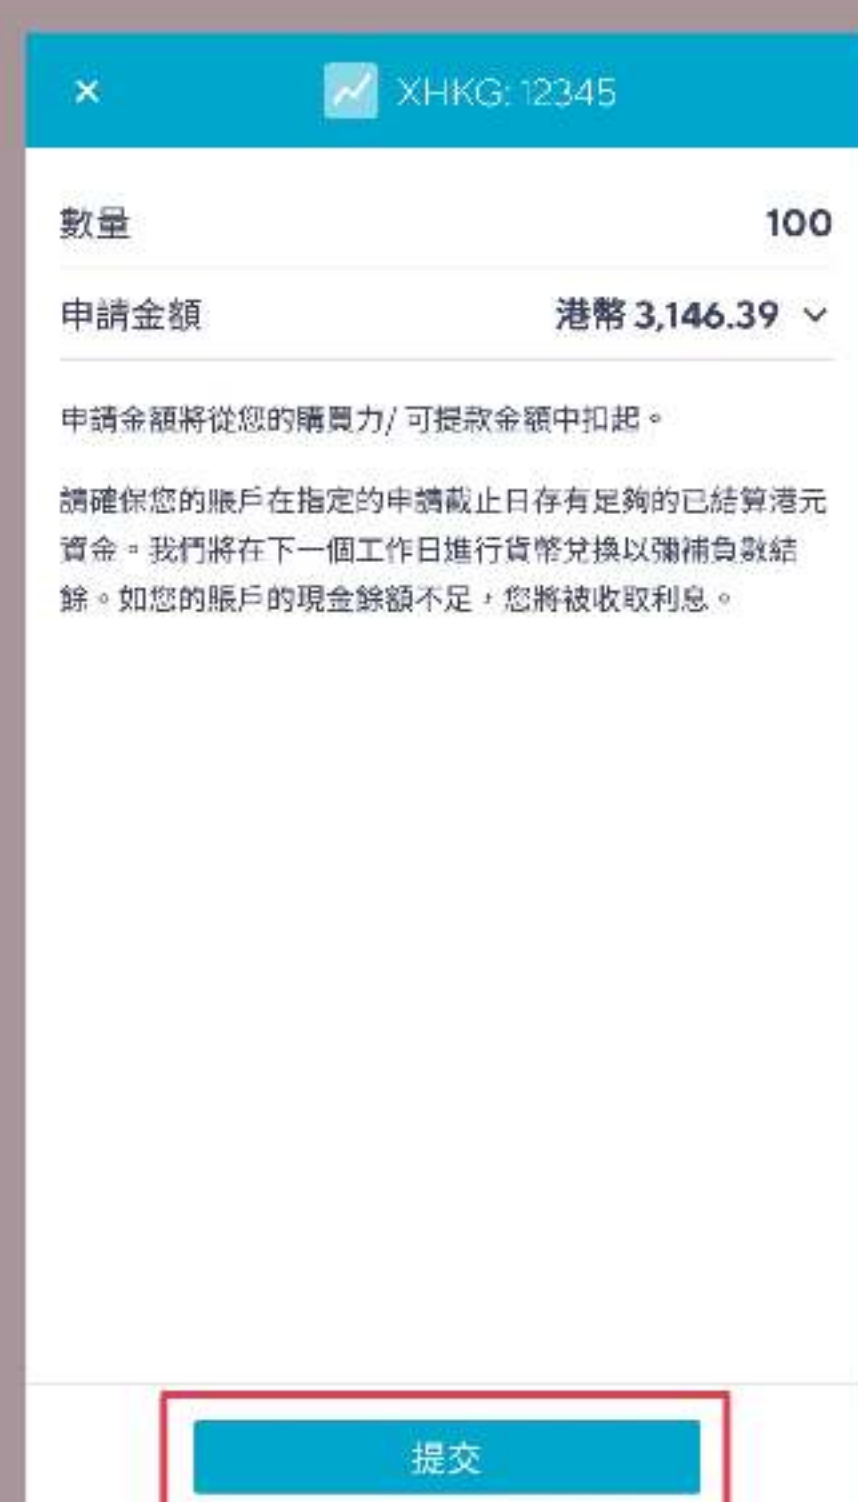 × XHKG: 12345
數量 100
申請金額 港幣 3,146.39
申請金額將從您的購買力/ 可提款金額中扣起。
請確保您的賬戶在指定的申請截止日存有足夠的已結算港元
資金。我們將在下一個工作日進行貨幣兌換以彌補負數結
餘。如您的賬戶的現金餘額不足，您將被收取利息。
提交